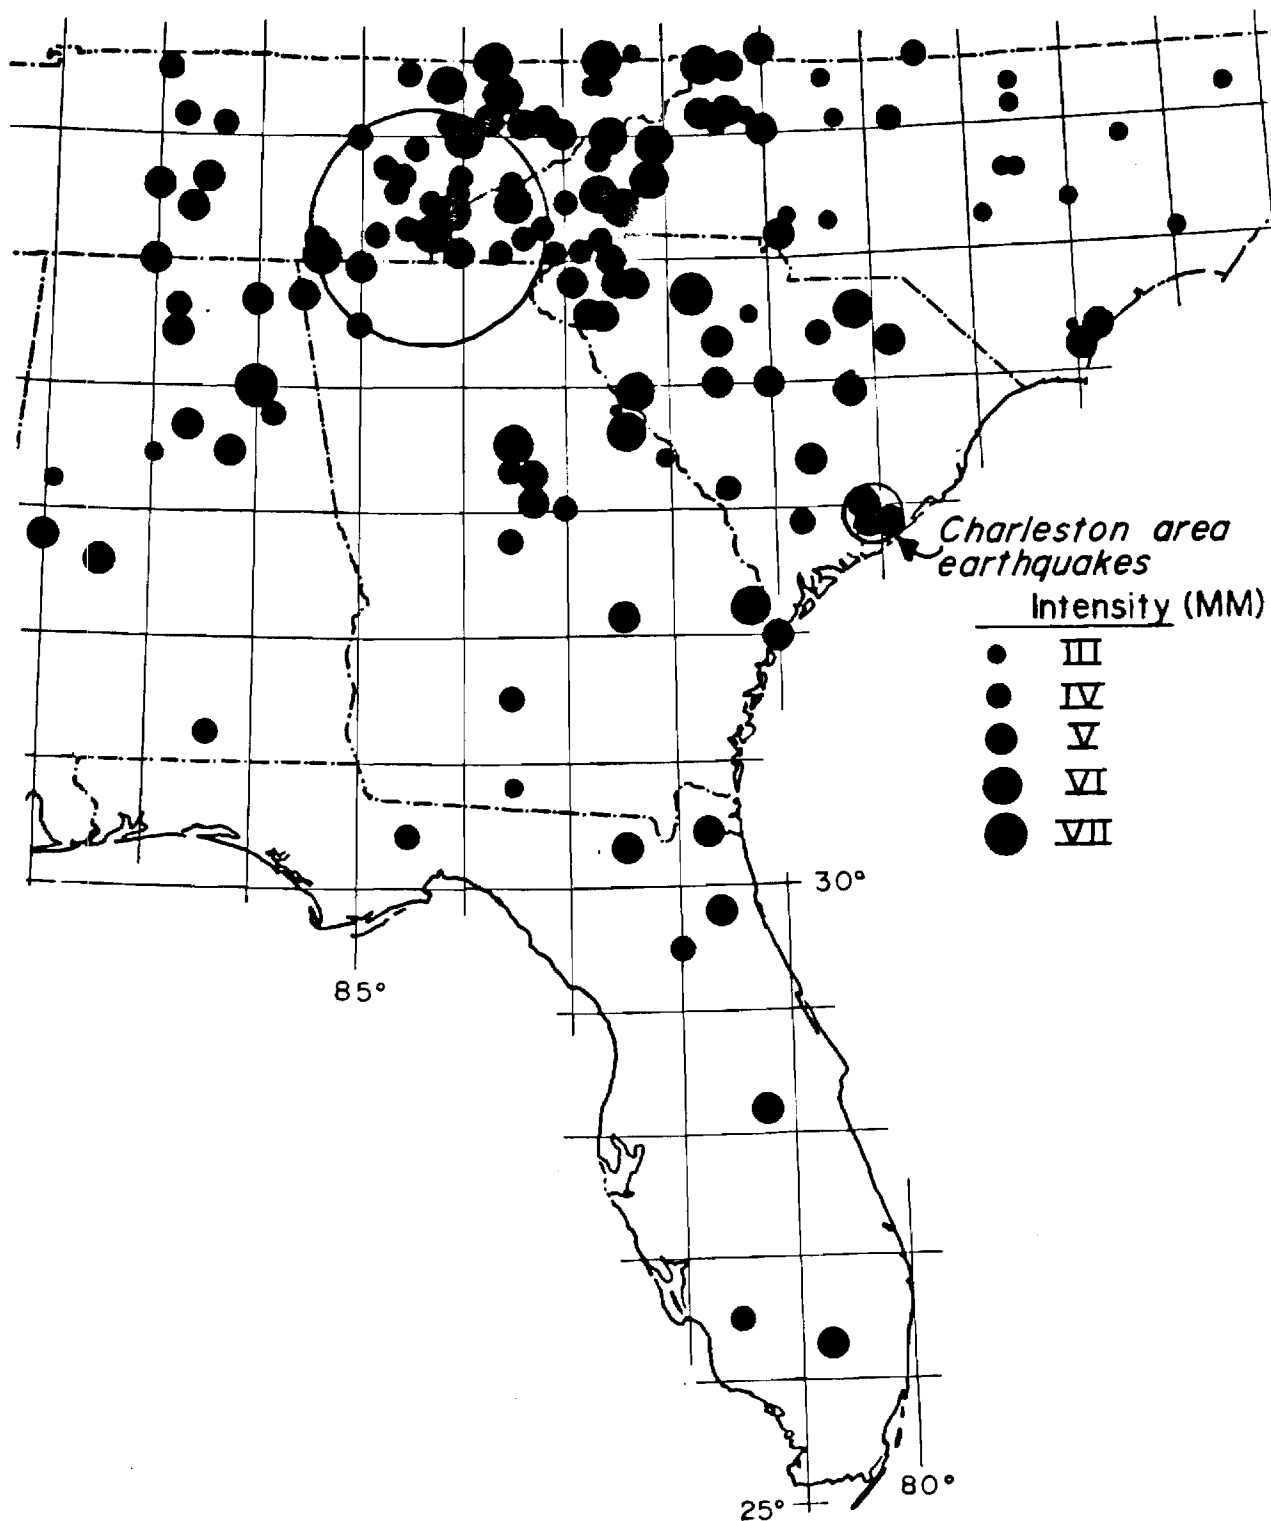 Charleston area
earthquakes
Intensity (MM)
III
IV
V
VI
VII
30°
85°
80°
25°